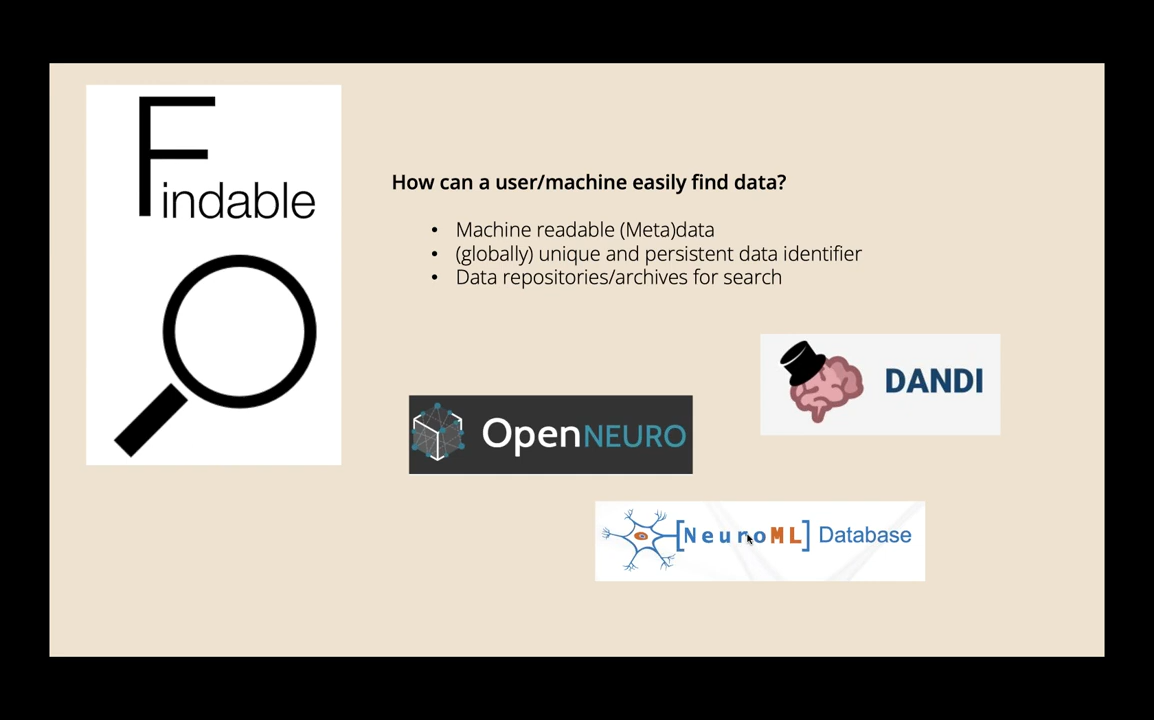 Findable
How can a user/machine easily find data?
• Machine readable (Meta)data
• (globally) unique and persistent data identifier
• Data repositories/archives for search
DANDI
OpenNEURO
[NeuroML] Database